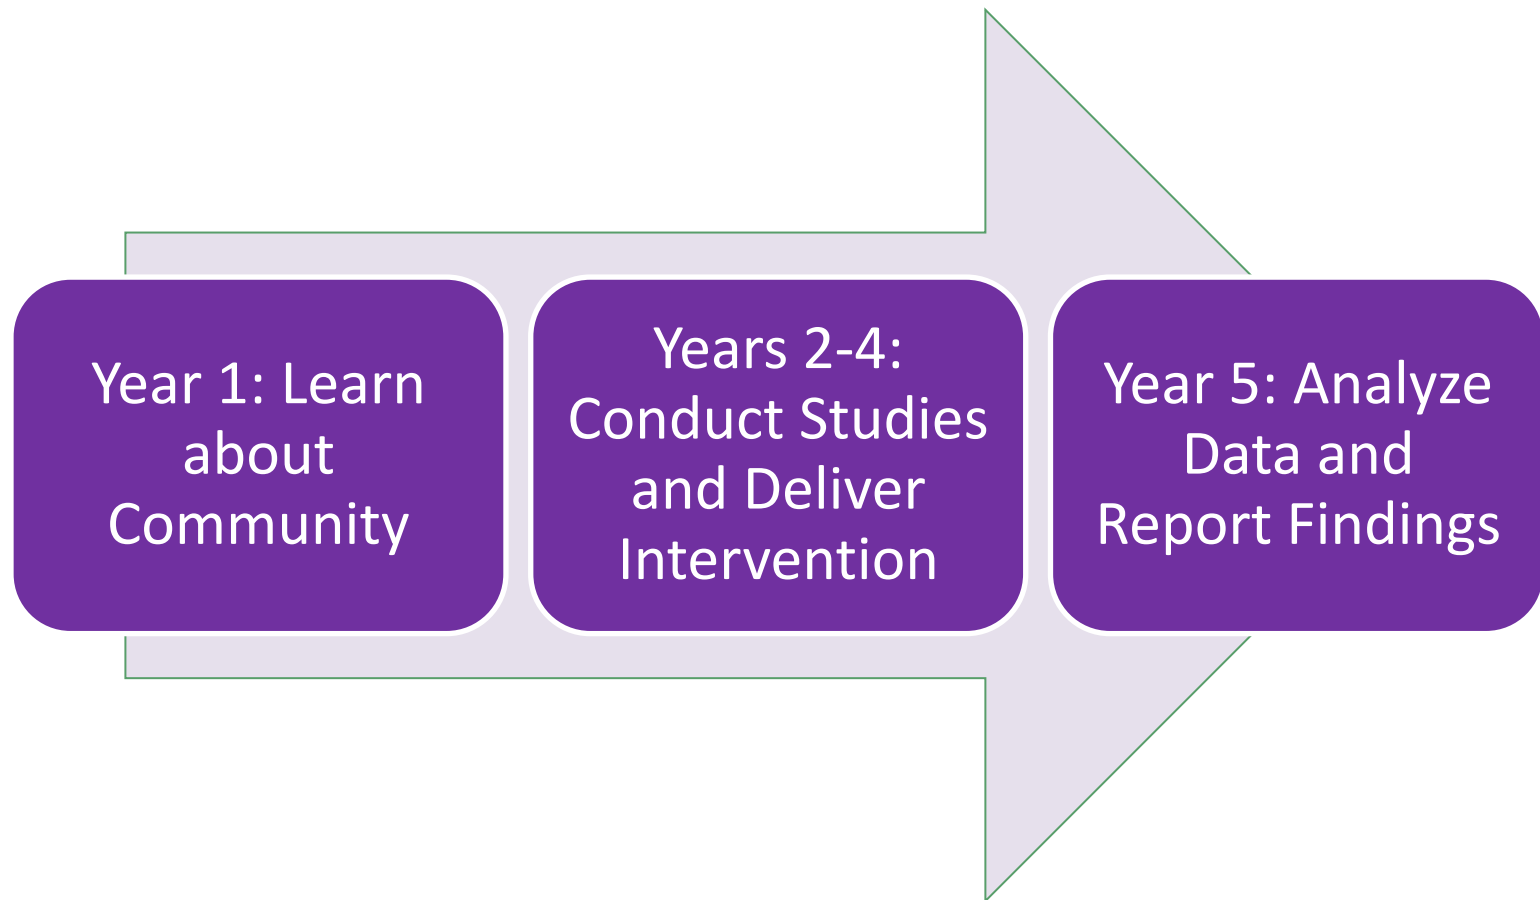 Year 1: Learn
about
Community
Years 2-4:
Conduct Studies
and Deliver
Intervention
Year 5: Analyze
Data and
Report Findings